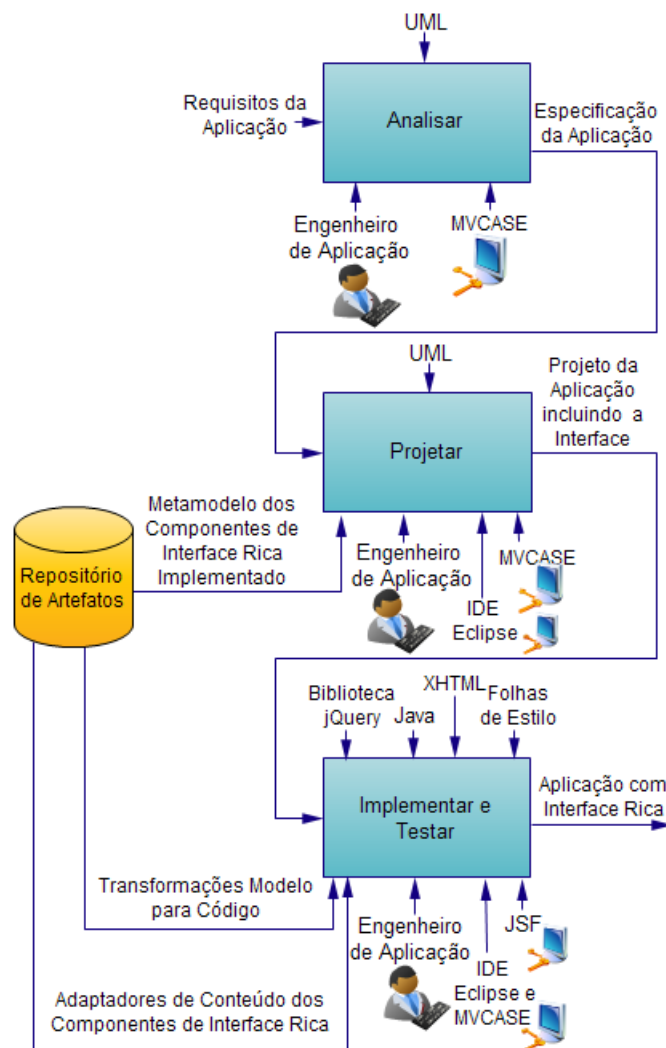 UML
Requisitos da
Aplicação
Analisar
Especificação
da Aplicação
Engenheiro
de Aplicação
MVCASE
UML
Projeto da
Aplicação
incluindo a
Interface
Projetar
Metamodelo dos
Componentes de
Interface Rica
Implementado
Repositório
de Artefatos
Engenheiro
de Aplicação
IDE
Eclipse
MVCASE
Biblioteca
jQuery
Java
XHTML
Folhas
de Estilo
Implementar e
Testar
Aplicação com
Interface Rica
Transformações Modelo
para Código
Engenheiro
de Aplicação
IDE
Eclipse e
MVCASE
JSF
Adaptadores de Conteúdo dos
Componentes de Interface Rica